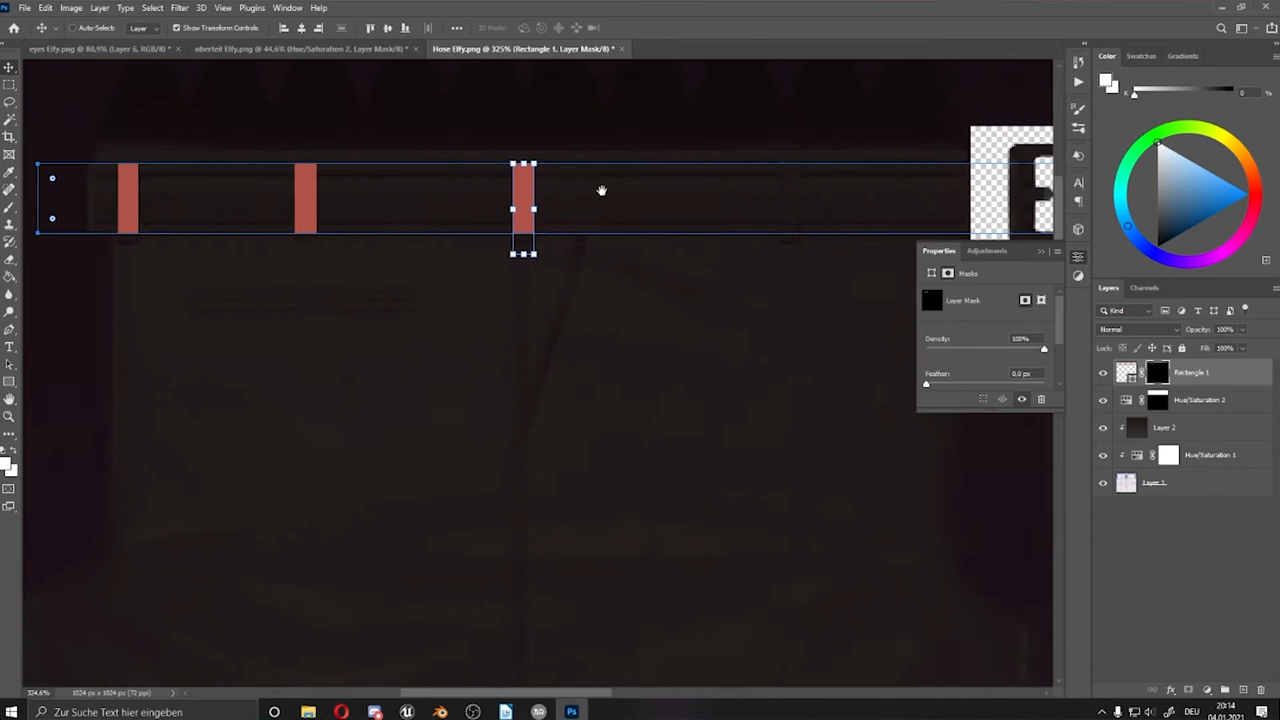 File Edit Image Layer Type Select Filter 3D View Plugins Window Help
Auto-Select: Layer Show Transform Controls 3D Mode:
eyes Elfy.png @ 80,9% (Layer 6, RGB/8) * × oberteil Elfy.png @ 44,6% (Hue/Saturation 2, Layer Mask/8) * × Hose Elfy.png @ 325% (Rectangle 1, Layer Mask/8) * ×
Color Swatches Gradients
K 0 %
Properties Adjustments
Masks
Layer Mask
Density: 100%
Feather: 0,0 px
Layers Channels
Kind
Normal Opacity: 100%
Lock: Fill: 100%
Rectangle 1
Hue/Saturation 2
Layer 2
Hue/Saturation 1
Layer 1
324,6% 1024 px x 1024 px (72 ppi)
Zur Suche Text hier eingeben
DEU
20:14
04.01.2021